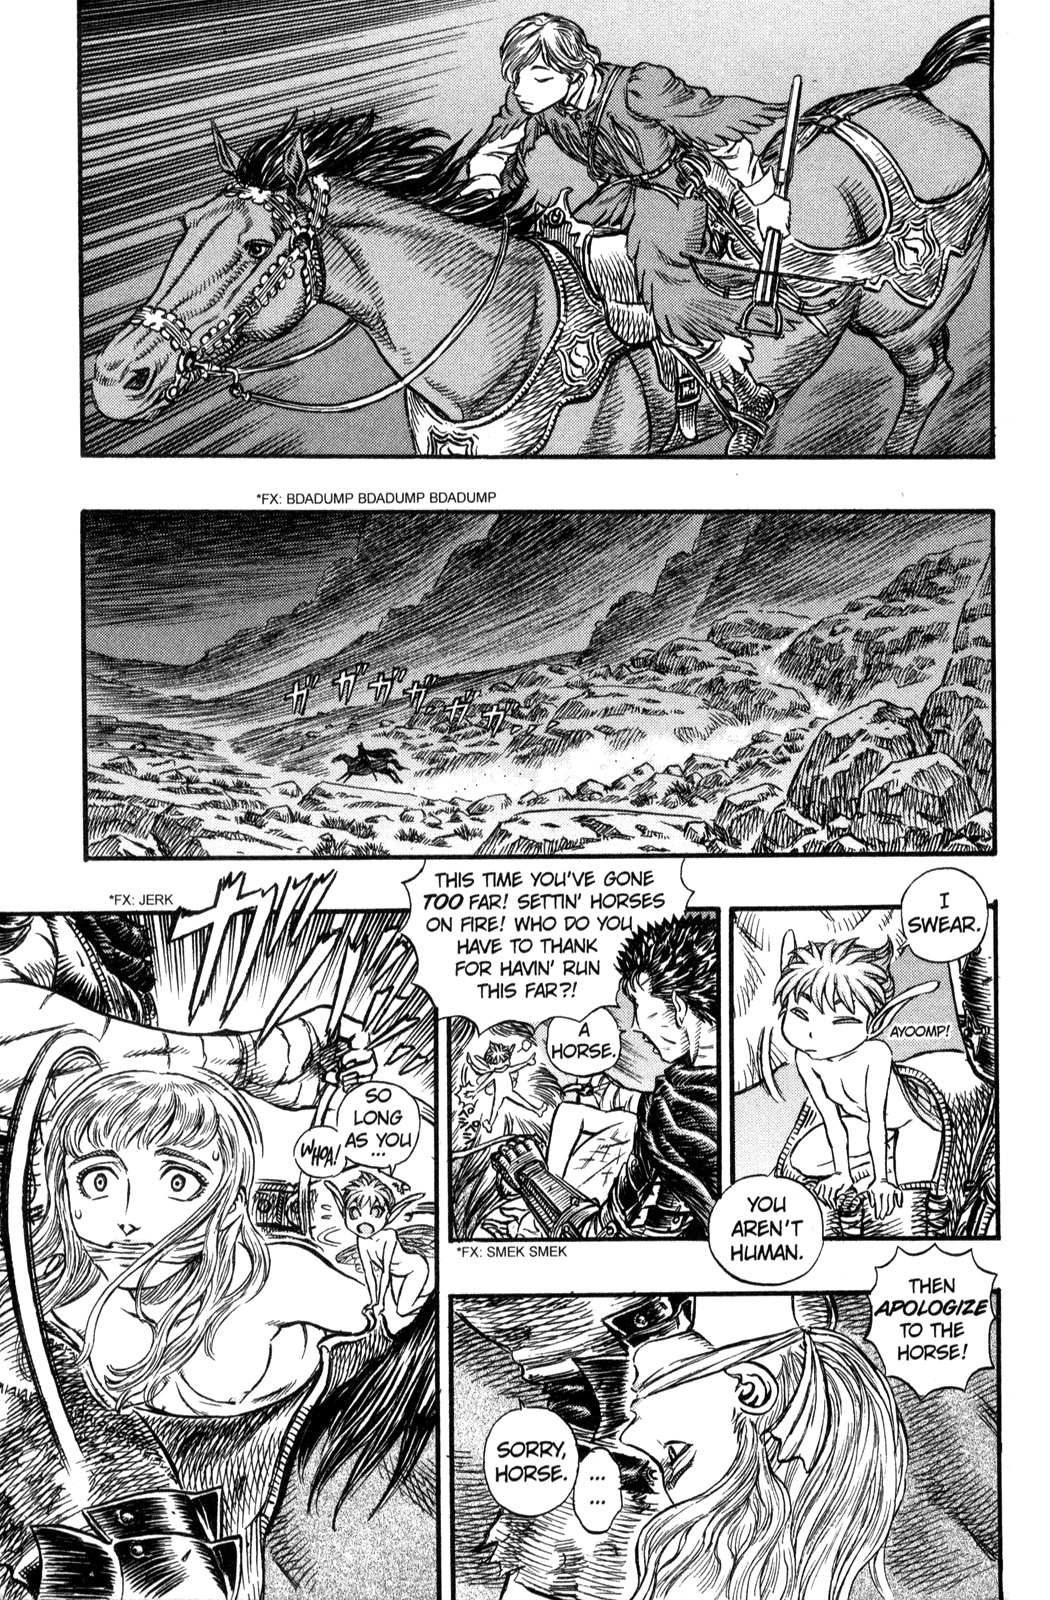 *FX: BDADUMP BDADUMP BDADUMP
ガガガガガガッ
I
SWEAR.
AYOOMP!
YOU
AREN'T
HUMAN.
THIS TIME YOU'VE GONE
TOO FAR! SETTIN' HORSES
ON FIRE! WHO DO YOU
HAVE TO THANK
FOR HAVIN' RUN
THIS FAR?!
A
HORSE.
*FX: SMEK SMEK
THEN
APOLOGIZE
TO THE
HORSE!
SORRY,
HORSE.
...
...
*FX: JERK
SO
LONG
AS YOU
...
WHOA!